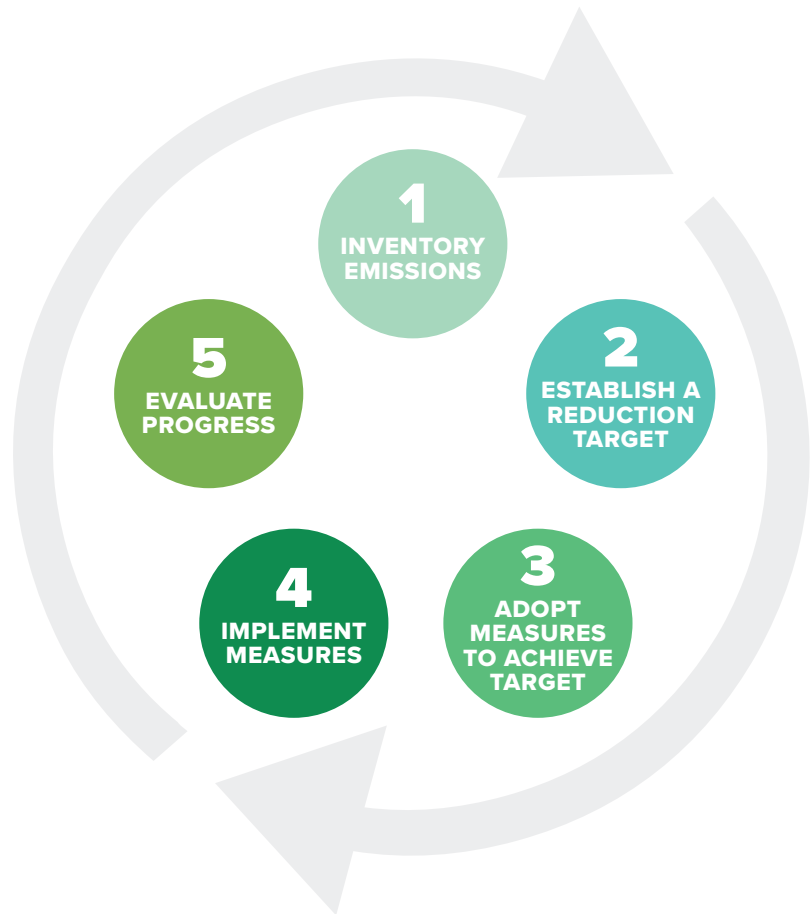 1
INVENTORY
EMISSIONS
2
ESTABLISH A
REDUCTION
TARGET
3
ADOPT
MEASURES
TO ACHIEVE
TARGET
4
IMPLEMENT
MEASURES
5
EVALUATE
PROGRESS